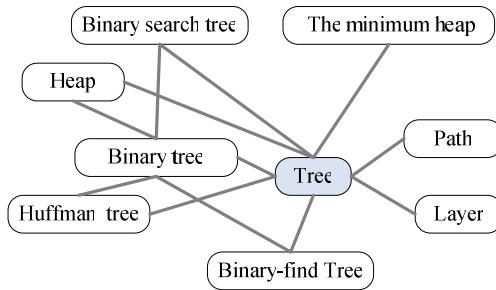 Binary search tree
The minimum heap
Heap
Path
Binary tree
Tree
Huffman tree
Layer
Binary-find Tree